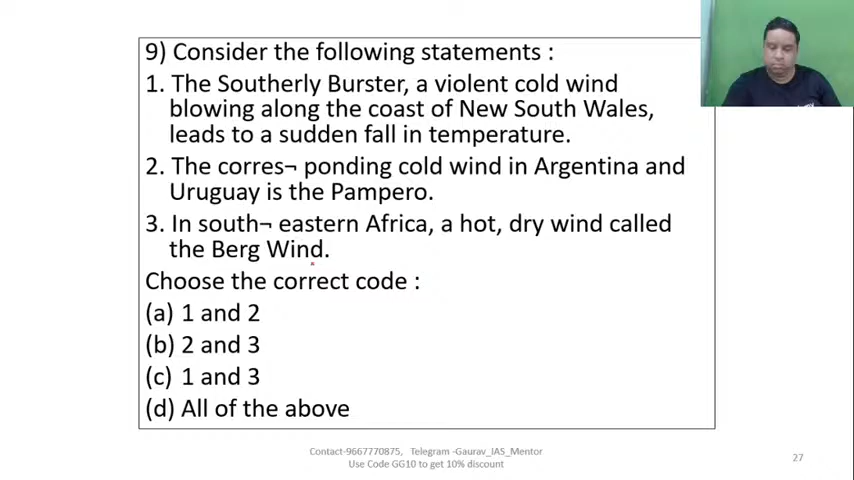 9) Consider the following statements :
1. The Southerly Burster, a violent cold wind
blowing along the coast of New South Wales,
leads to a sudden fall in temperature.
2. The corres¬ ponding cold wind in Argentina and
Uruguay is the Pampero.
3. In south¬ eastern Africa, a hot, dry wind called
the Berg Wind.
Choose the correct code :
(a) 1 and 2
(b) 2 and 3
(c) 1 and 3
(d) All of the above
Contact-9667770875, Telegram -Gaurav_IAS_Mentor
Use Code GG10 to get 10% discount
27